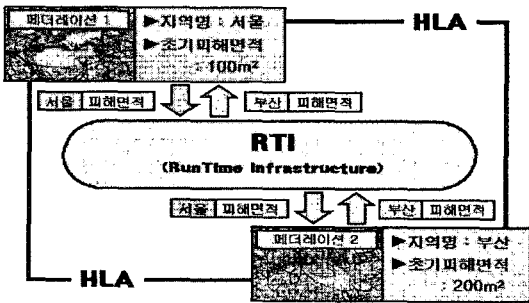 페더레이션 1
▶지역명 : 서울
▶초기피해면적
: 100m²
HLA
서울 피해면적
부산 피해면적
RTI
(RunTime Infrastructure)
서울 피해면적
부산 피해면적
페더레이션 2
▶지역명 : 부산
▶초기피해면적
: 200m²
HLA